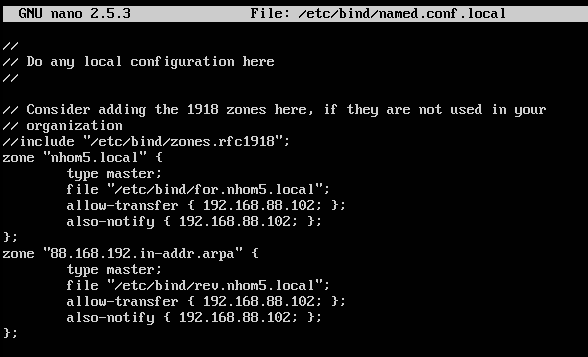 GNU nano 2.5.3 File: /etc/bind/named.conf.local
//
// Do any local configuration here
//
// Consider adding the 1918 zones here, if they are not used in your
// organization
//include "/etc/bind/zones.rfc1918";
zone "nhom5.local" {
        type master;
        file "/etc/bind/for.nhom5.local";
        allow-transfer { 192.168.88.102; };
        also-notify { 192.168.88.102; };
};
zone "88.168.192.in-addr.arpa" {
        type master;
        file "/etc/bind/rev.nhom5.local";
        allow-transfer { 192.168.88.102; };
        also-notify { 192.168.88.102; };
};